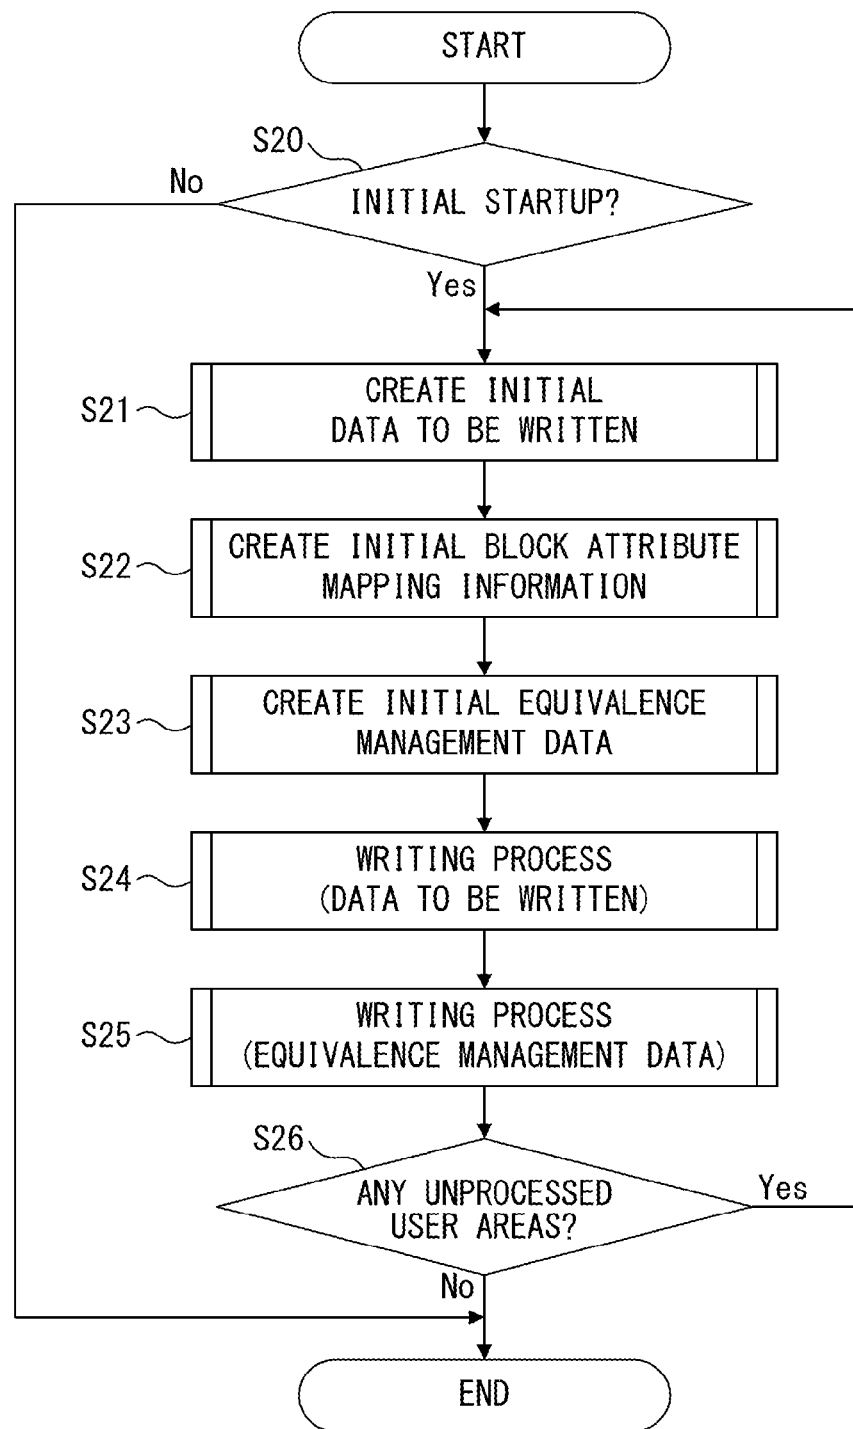 START
S20
No
INITIAL STARTUP?
Yes
S21
CREATE INITIAL
DATA TO BE WRITTEN
S22
CREATE INITIAL BLOCK ATTRIBUTE
MAPPING INFORMATION
S23
CREATE INITIAL EQUIVALENCE
MANAGEMENT DATA
S24
WRITING PROCESS
(DATA TO BE WRITTEN)
S25
WRITING PROCESS
(EQUIVALENCE MANAGEMENT DATA)
S26
ANY UNPROCESSED
USER AREAS?
Yes
No
END